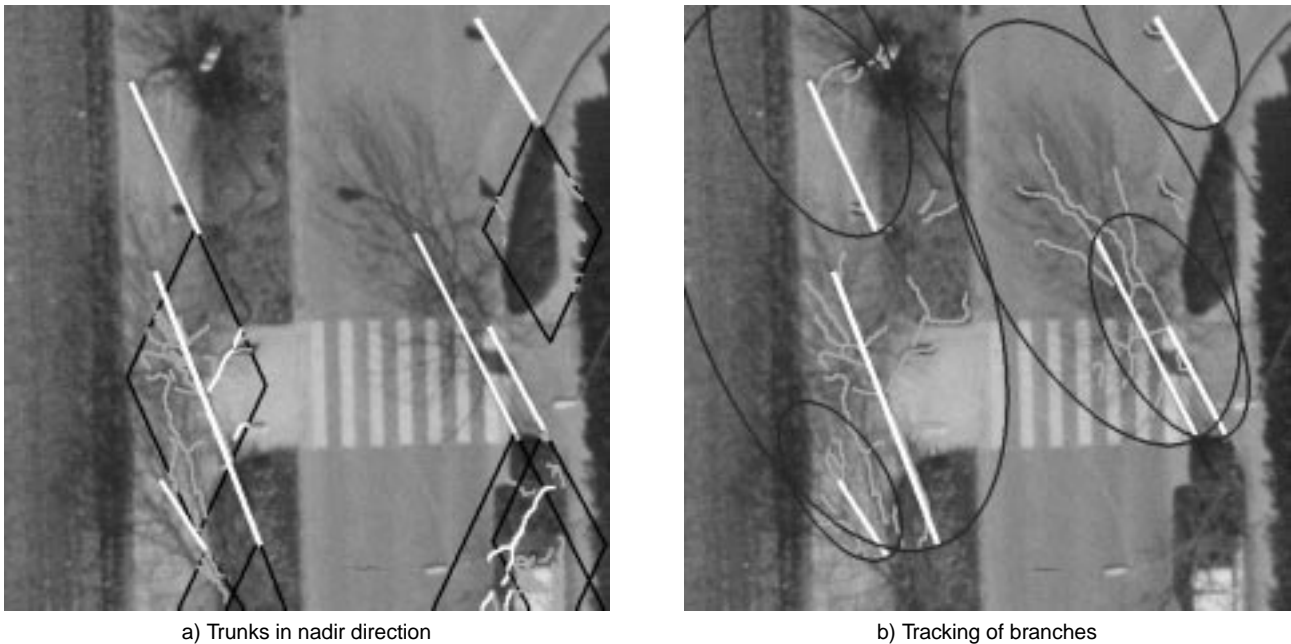 a) Trunks in nadir direction
b) Tracking of branches